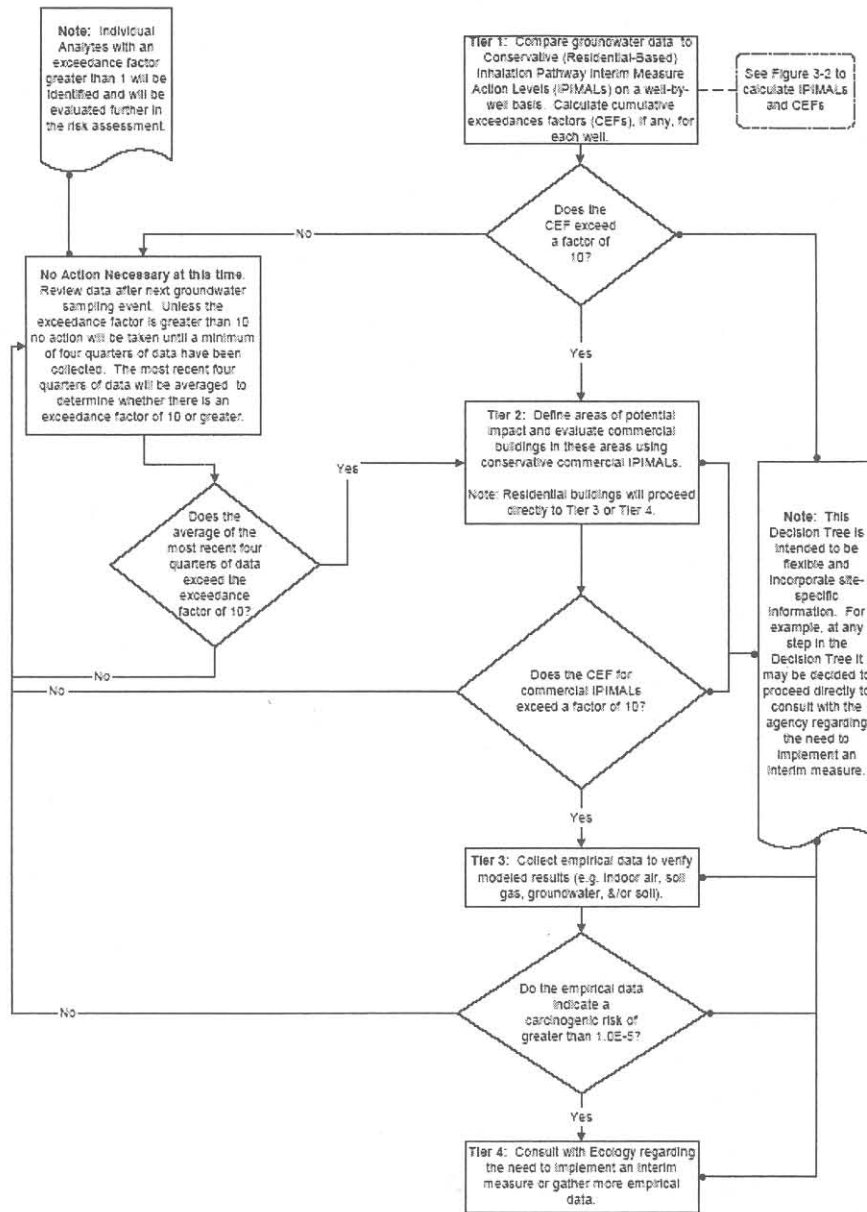 Note: Individual
Analytes with an
exceedance factor
greater than 1 will be
identified and will be
evaluated further in
the risk assessment.
Tier 1: Compare groundwater data to
Conservative (Residential-Based)
Inhalation Pathway Interim Measure
Action Levels (IPIMALs) on a well-by-
well basis. Calculate cumulative
exceedances factors (CEFs), if any, for
each well.
See Figure 3-2 to
calculate IPIMALs
and CEFs
Does the
CEF exceed
a factor of
10?
No
Yes
No Action Necessary at this time.
Review data after next groundwater
sampling event. Unless the
exceedance factor is greater than 10
no action will be taken until a minimum
of four quarters of data have been
collected. The most recent four
quarters of data will be averaged to
determine whether there is an
exceedance factor of 10 or greater.
Tier 2: Define areas of potential
impact and evaluate commercial
buildings in these areas using
conservative commercial IPIMALs.
Note: Residential buildings will proceed
directly to Tier 3 or Tier 4.
Yes
Does the
average of the
most recent four
quarters of data
exceed the
exceedance
factor of 10?
No
Note: This
Decision Tree is
intended to be
flexible and
incorporate site-
specific
information. For
example, at any
step in the
Decision Tree it
may be decided to
proceed directly to
consult with the
agency regarding
the need to
implement an
interim measure.
Does the CEF for
commercial IPIMALs
exceed a factor of 10?
No
Yes
Tier 3: Collect empirical data to verify
modeled results (e.g. indoor air, soil
gas, groundwater, &/or soil).
Do the empirical data
indicate a
carcinogenic risk of
greater than 1.0E-5?
No
Yes
Tier 4: Consult with Ecology regarding
the need to implement an interim
measure or gather more empirical
data.